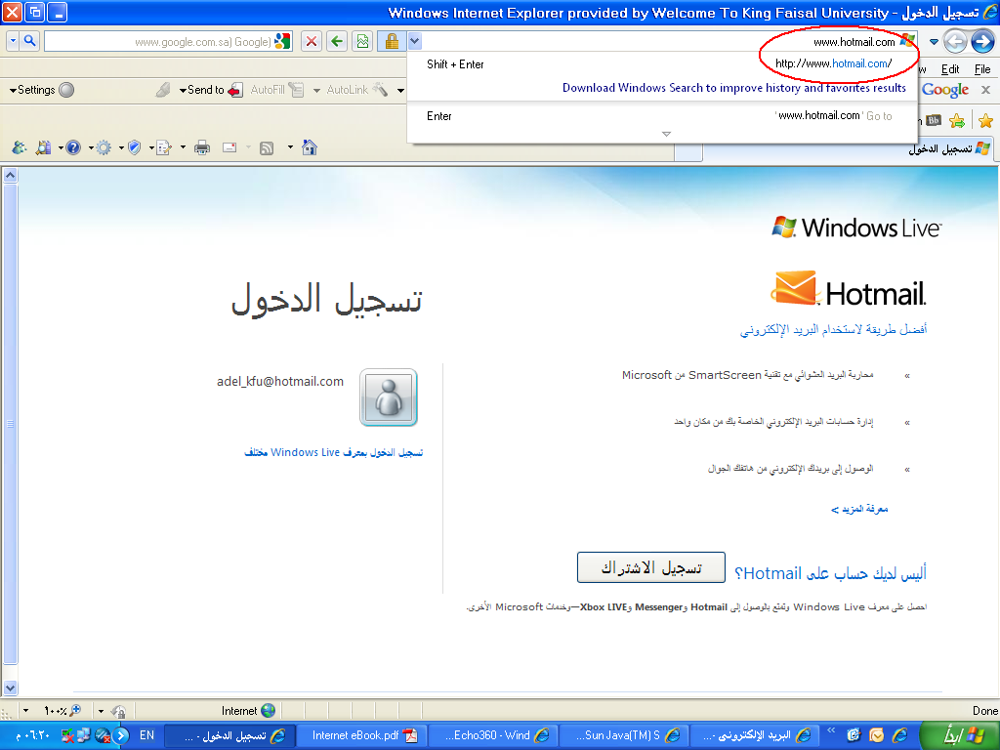 تسجيل الدخول - Windows Internet Explorer provided by Welcome To King Faisal University
www.hotmail.com
www.google.com.sa) Google)
http://www.hotmail.com/
Shift + Enter
Download Windows Search to improve history and favorites results
'www.hotmail.com' Go to
Enter
File
Edit
Google
AutoLink
AutoFill
Send to
Settings
Bb
تسجيل الدخول
Windows Live™
Hotmail
أفضل طريقة لاستخدام البريد الإلكتروني
» محاربة البريد العشوائي مع تقنية SmartScreen من Microsoft
» إدارة حسابات البريد الإلكتروني الخاصة بك من مكان واحد
» الوصول إلى بريدك الإلكتروني من هاتفك الجوال
معرفة المزيد >
أليس لديك حساب على Hotmail؟
تسجيل الاشتراك
احصل على معرف Windows Live وتمتع بالوصول إلى Hotmail وMessenger وXbox LIVE—وخدمات Microsoft الأخرى.
تسجيل الدخول
adel_kfu@hotmail.com
تسجيل الدخول بمعرف Windows Live مختلف
Done
Internet
١٠٠%
ابدأ
البريد الإلكتروني - ...
Sun Java(TM) S...
Echo360 - Wind...
Internet eBook.pdf
تسجيل الدخول - ...
EN
٠٦:٢٠ م